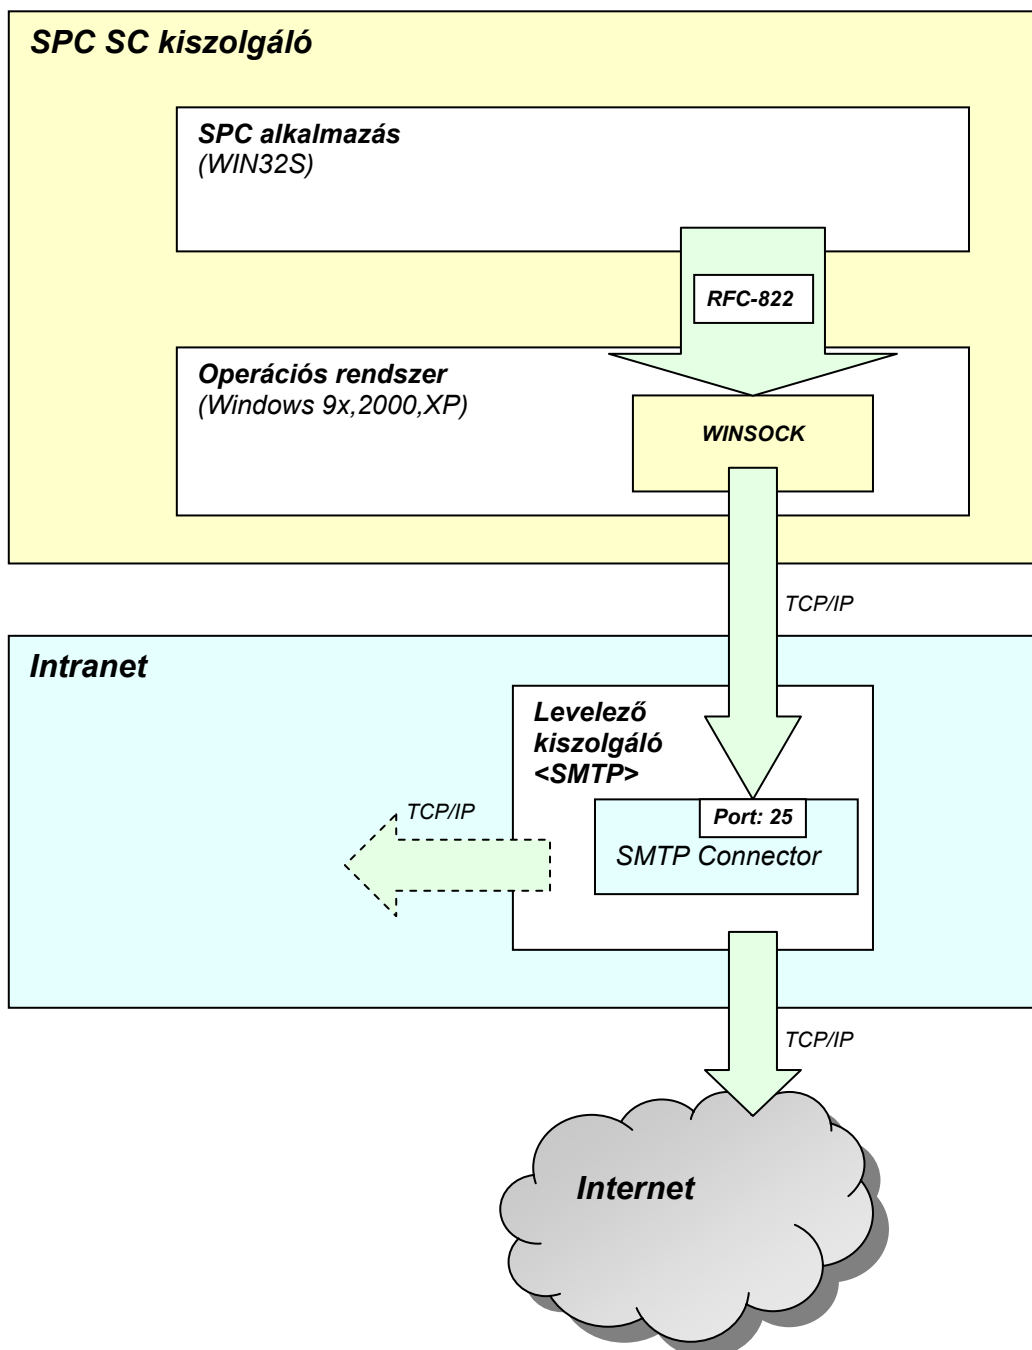 SPC SC kiszolgáló
SPC alkalmazás
(WIN32S)
RFC-822
Operációs rendszer
(Windows 9x,2000,XP)
WINSOCK
TCP/IP
Intranet
Levelező
kiszolgáló
<SMTP>
TCP/IP
Port: 25
SMTP Connector
TCP/IP
Internet